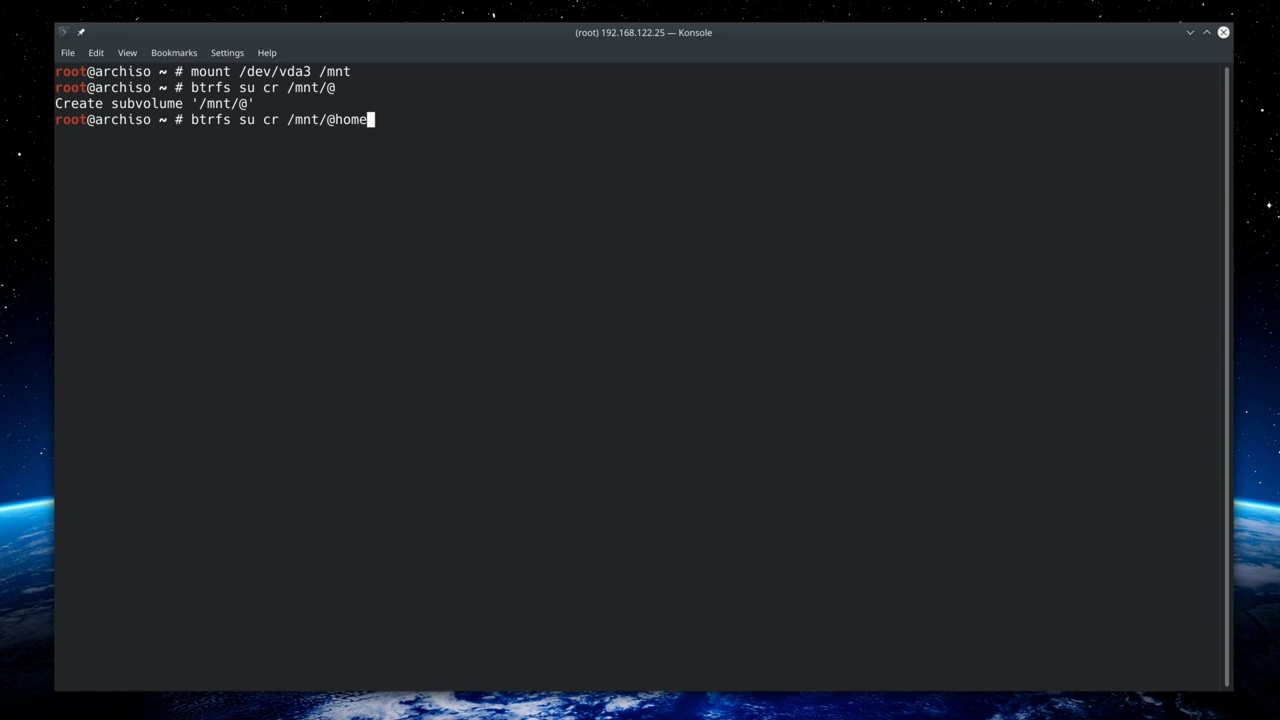 (root) 192.168.122.25 — Konsole
File Edit View Bookmarks Settings Help
root@archiso ~ # mount /dev/vda3 /mnt
root@archiso ~ # btrfs su cr /mnt/@
Create subvolume '/mnt/@'
root@archiso ~ # btrfs su cr /mnt/@home